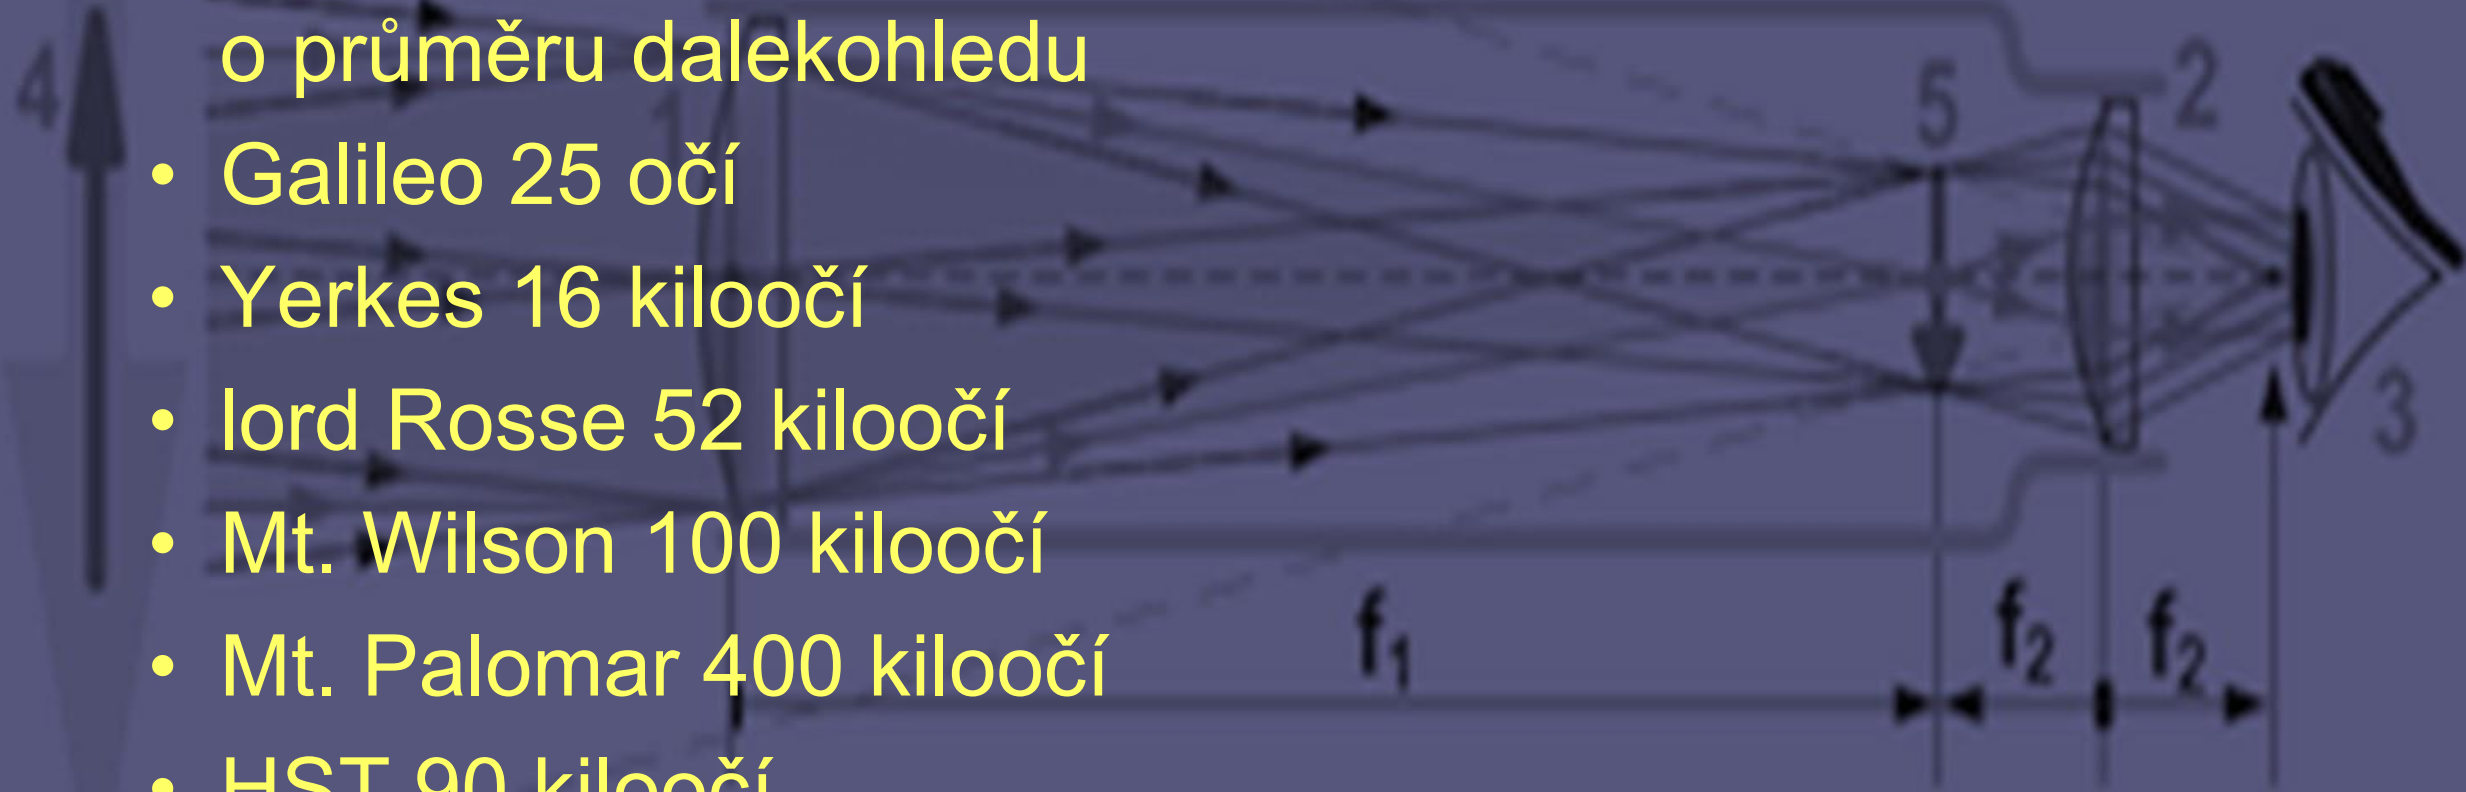 o průměru dalekohledu
• Galileo 25 očí
• Yerkes 16 kiloočí
• lord Rosse 52 kiloočí
• Mt. Wilson 100 kiloočí
• Mt. Palomar 400 kiloočí
• HST 90 kiloočí
4
1
5
2
3
f₁
f₂
f₂